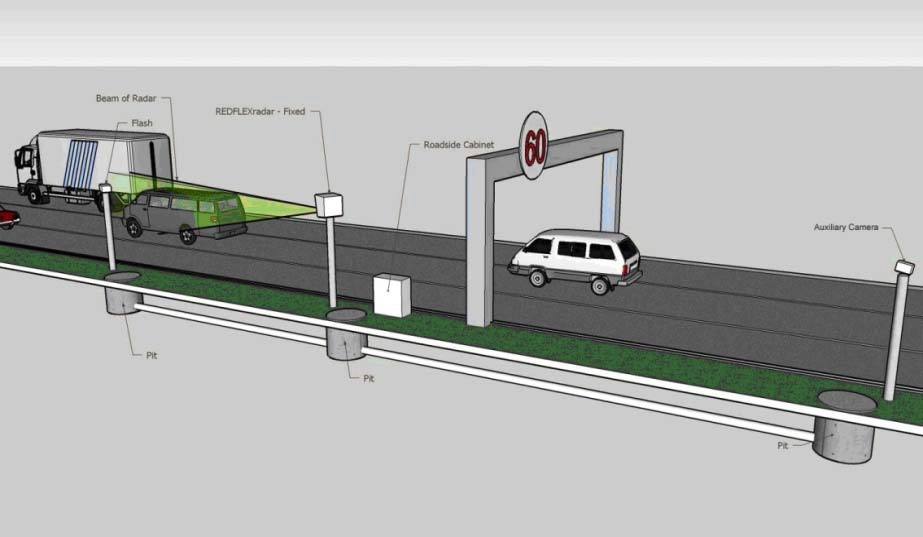 Beam of Radar
Flash
REDFLEXradar - Fixed
Roadside Cabinet
60
Auxiliary Camera
Pit
Pit
Pit